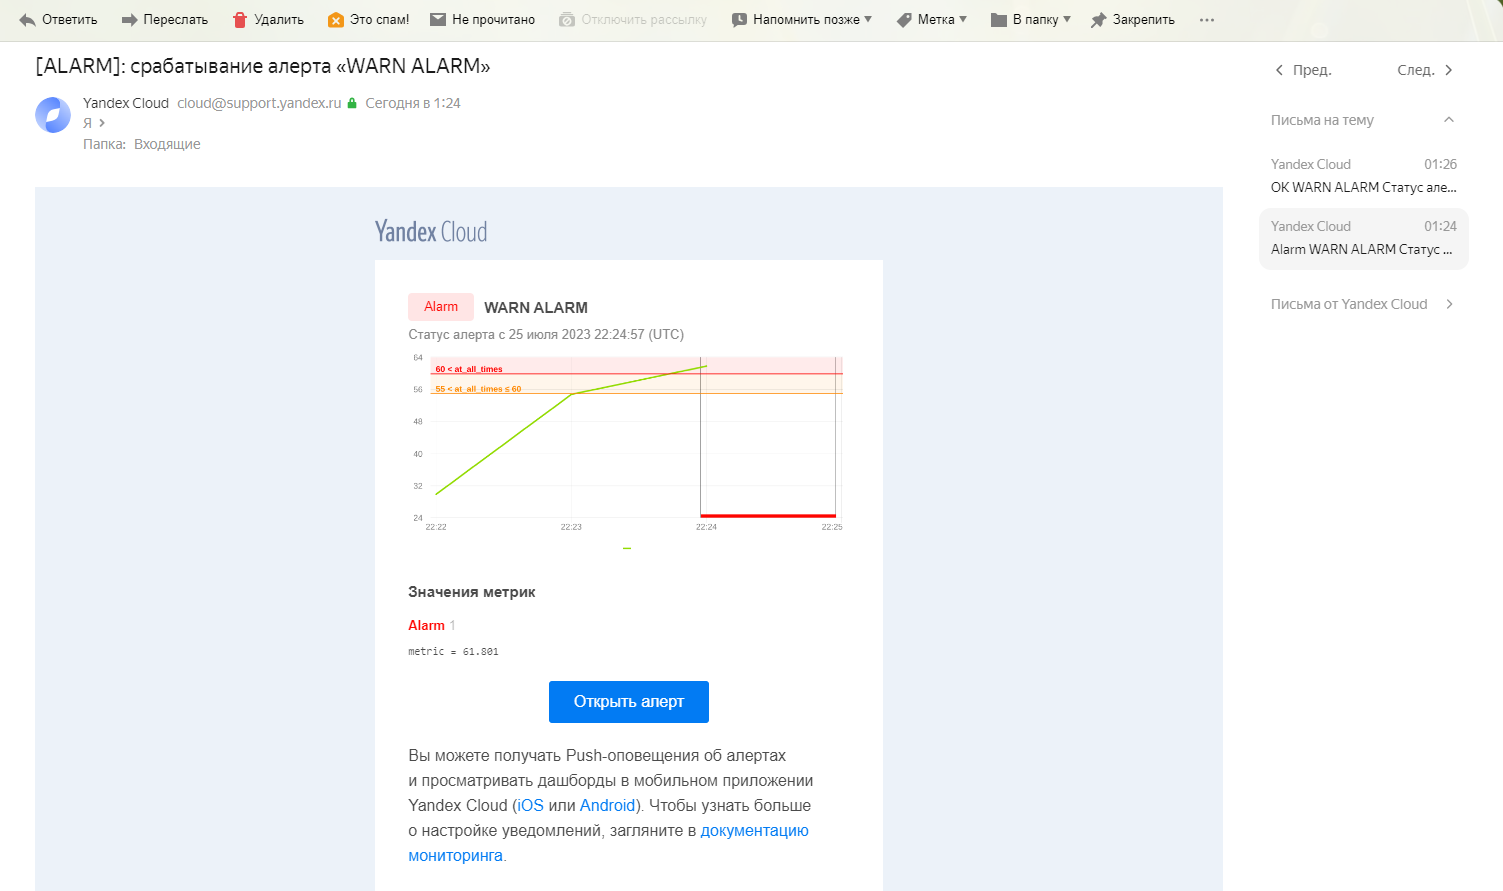 Ответить Переслать Удалить Это спам! Не прочитано Отключить рассылку Напомнить позже Метка В папку Закрепить
[ALARM]: срабатывание алерта «WARN ALARM»
Yandex Cloud cloud@support.yandex.ru Сегодня в 1:24
Я
Папка: Входящие
Yandex Cloud
Alarm WARN ALARM
Статус алерта с 25 июля 2023 22:24:57 (UTC)
64
60 < at_all_times
56
55 < at_all_times ≤ 60
48
40
32
24
22:22 22:23 22:24 22:25
Значения метрик
Alarm 1
metric = 61.801
Открыть алерт
Вы можете получать Push-оповещения об алертах
и просматривать дашборды в мобильном приложении
Yandex Cloud (iOS или Android). Чтобы узнать больше
о настройке уведомлений, загляните в документацию
мониторинга.
Пред. След.
Письма на тему
Yandex Cloud 01:26
OK WARN ALARM Статус але...
Yandex Cloud 01:24
Alarm WARN ALARM Статус ...
Письма от Yandex Cloud